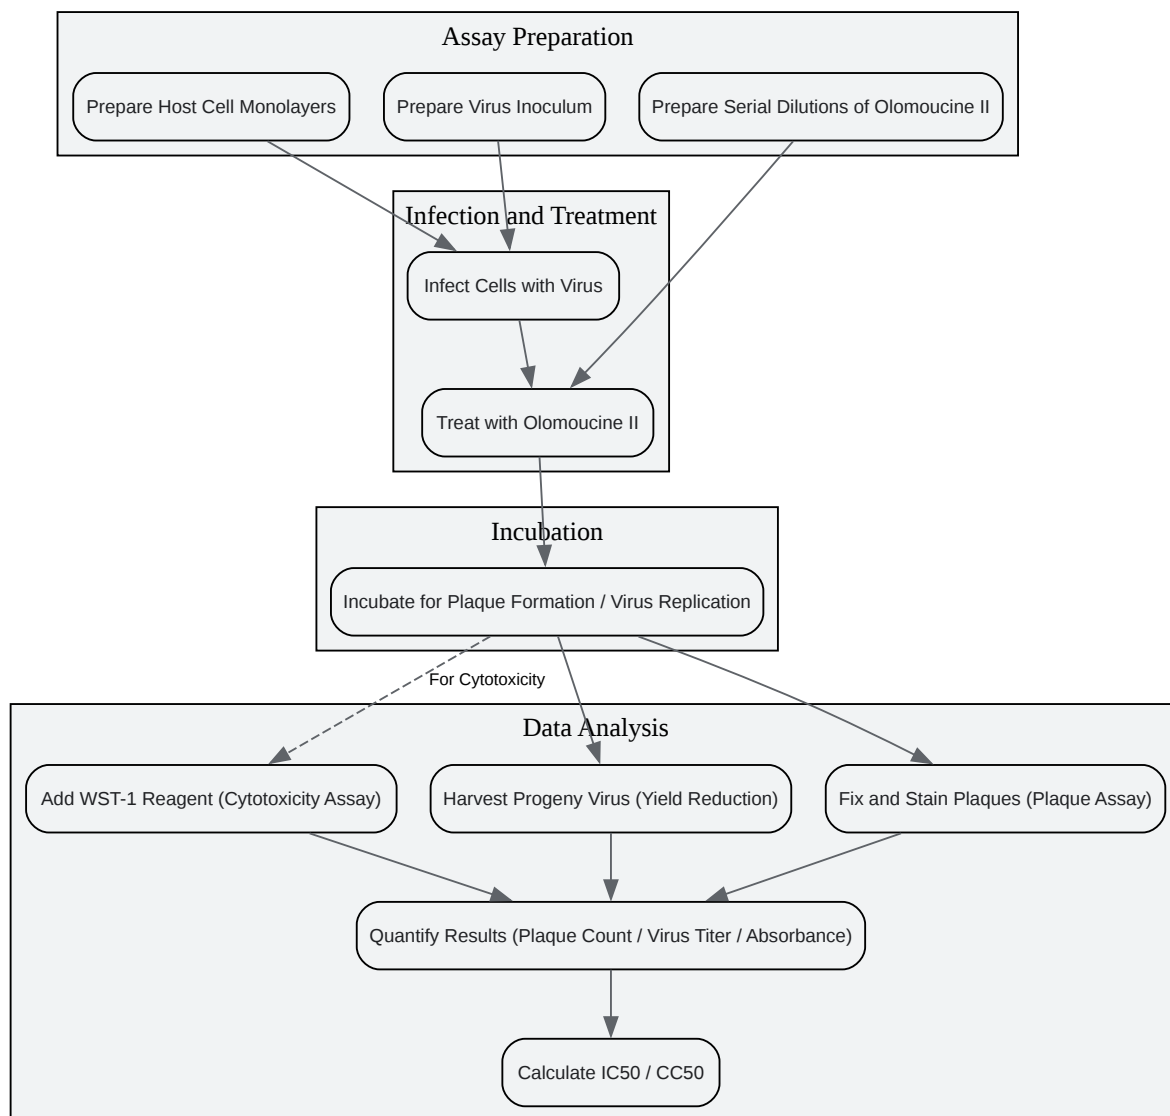 Assay Preparation
Prepare Host Cell Monolayers
Prepare Virus Inoculum
Prepare Serial Dilutions of Olomoucine II
Infection and Treatment
Infect Cells with Virus
Treat with Olomoucine II
Incubation
Incubate for Plaque Formation / Virus Replication
For Cytotoxicity
Data Analysis
Add WST-1 Reagent (Cytotoxicity Assay)
Harvest Progeny Virus (Yield Reduction)
Fix and Stain Plaques (Plaque Assay)
Quantify Results (Plaque Count / Virus Titer / Absorbance)
Calculate IC50 / CC50